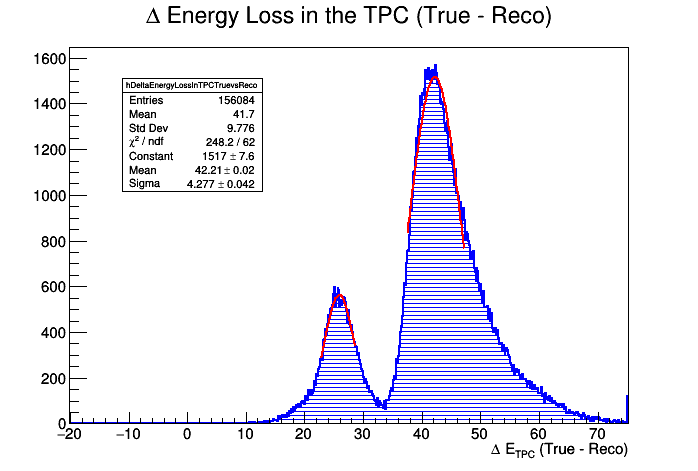 Δ Energy Loss in the TPC (True - Reco)
hDeltaEnergyLossInTPCTruevsReco
Entries 156084
Mean 41.7
Std Dev 9.776
χ² / ndf 248.2 / 62
Constant 1517 ± 7.6
Mean 42.21 ± 0.02
Sigma 4.277 ± 0.042
1600
1400
1200
1000
800
600
400
200
0
−20 −10 0 10 20 30 40 50 60 70
Δ E_TPC (True - Reco)